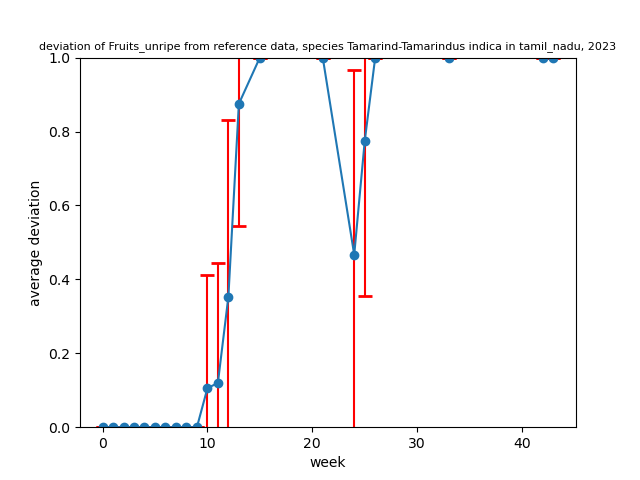 deviation of Fruits_unripe from reference data, species Tamarind-Tamarindus indica in tamil_nadu, 2023
1.0
0.8
0.6
0.4
0.2
0.0
average deviation
0 10 20 30 40
week